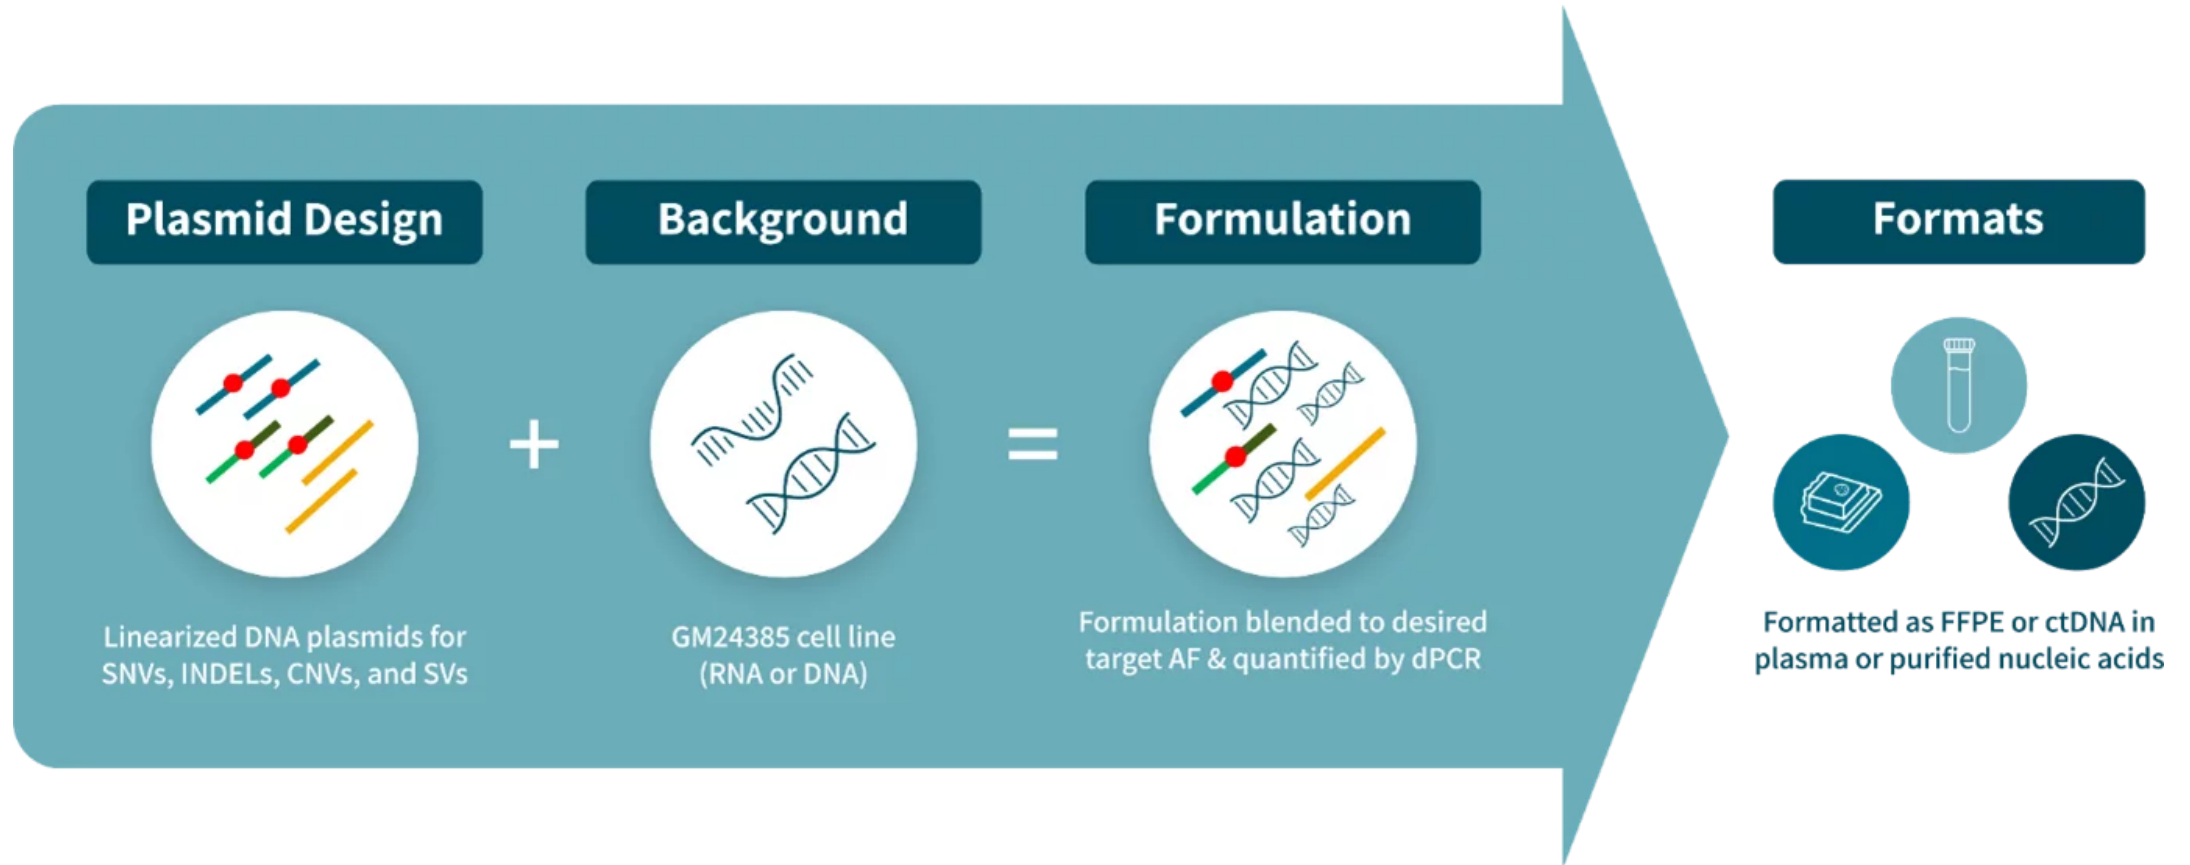 Plasmid Design
Background
Formulation
Formats
Linearized DNA plasmids for
SNVs, INDELs, CNVs, and SVs
+
GM24385 cell line
(RNA or DNA)
=
Formulation blended to desired
target AF & quantified by dPCR
Formatted as FFPE or ctDNA in
plasma or purified nucleic acids